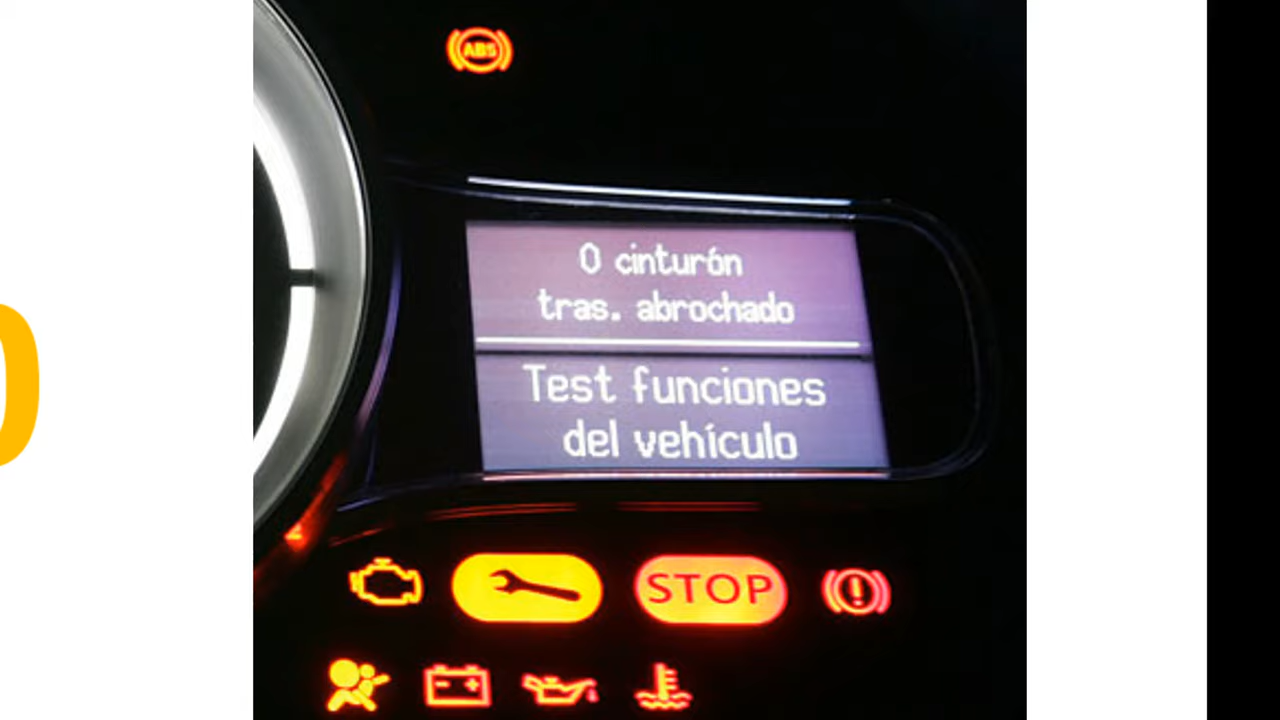 ABS
0 cinturón
tras. abrochado
Test funciones
del vehículo
STOP